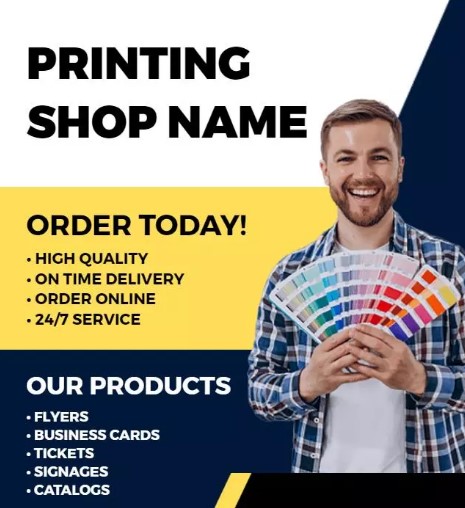 PRINTING
SHOP NAME
ORDER TODAY!
• HIGH QUALITY
• ON TIME DELIVERY
• ORDER ONLINE
• 24/7 SERVICE
OUR PRODUCTS
• FLYERS
• BUSINESS CARDS
• TICKETS
• SIGNAGES
• CATALOGS